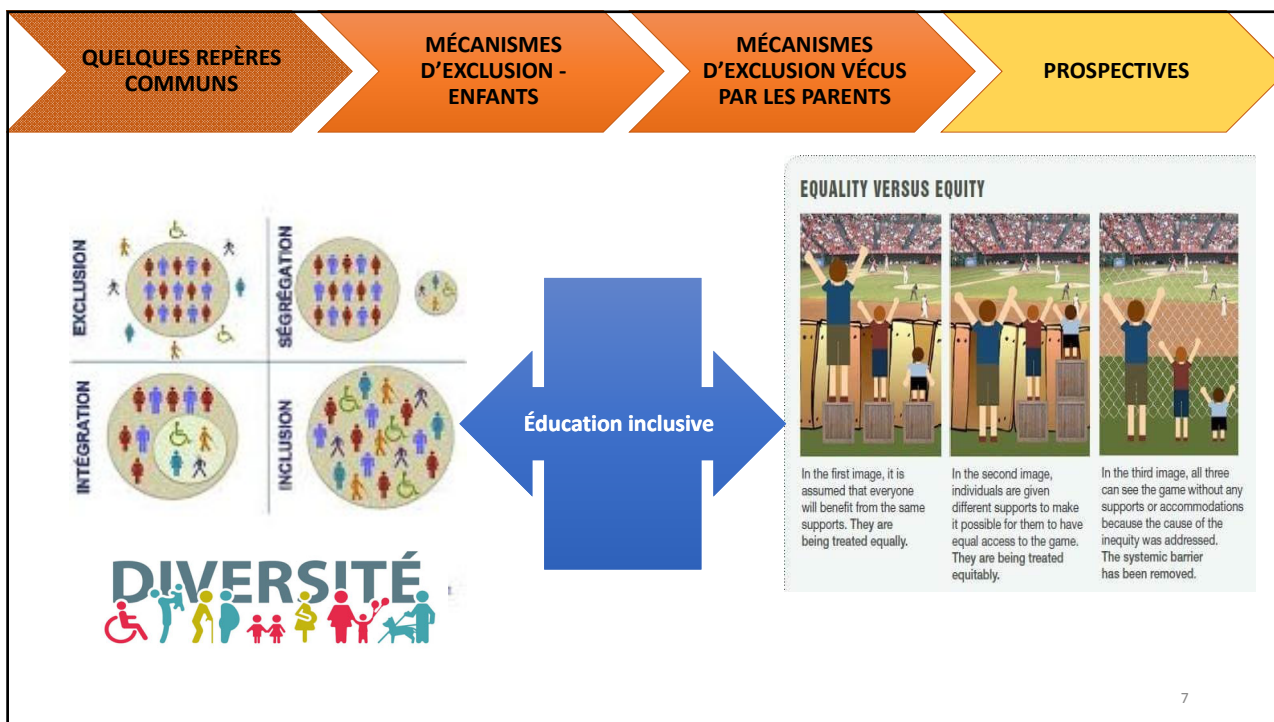 QUELQUES REPÈRES
COMMUNS
MÉCANISMES
D'EXCLUSION -
ENFANTS
MÉCANISMES
D'EXCLUSION VÉCUS
PAR LES PARENTS
PROSPECTIVES
EXCLUSION
SÉGRÉGATION
INTÉGRATION
INCLUSION
DIVERSITÉ
Éducation inclusive
EQUALITY VERSUS EQUITY
In the first image, it is
assumed that everyone
will benefit from the same
supports. They are
being treated equally.
In the second image,
individuals are given
different supports to make
it possible for them to have
equal access to the game.
They are being treated
equitably.
In the third image, all three
can see the game without any
supports or accommodations
because the cause of the
inequity was addressed.
The systemic barrier
has been removed.
7